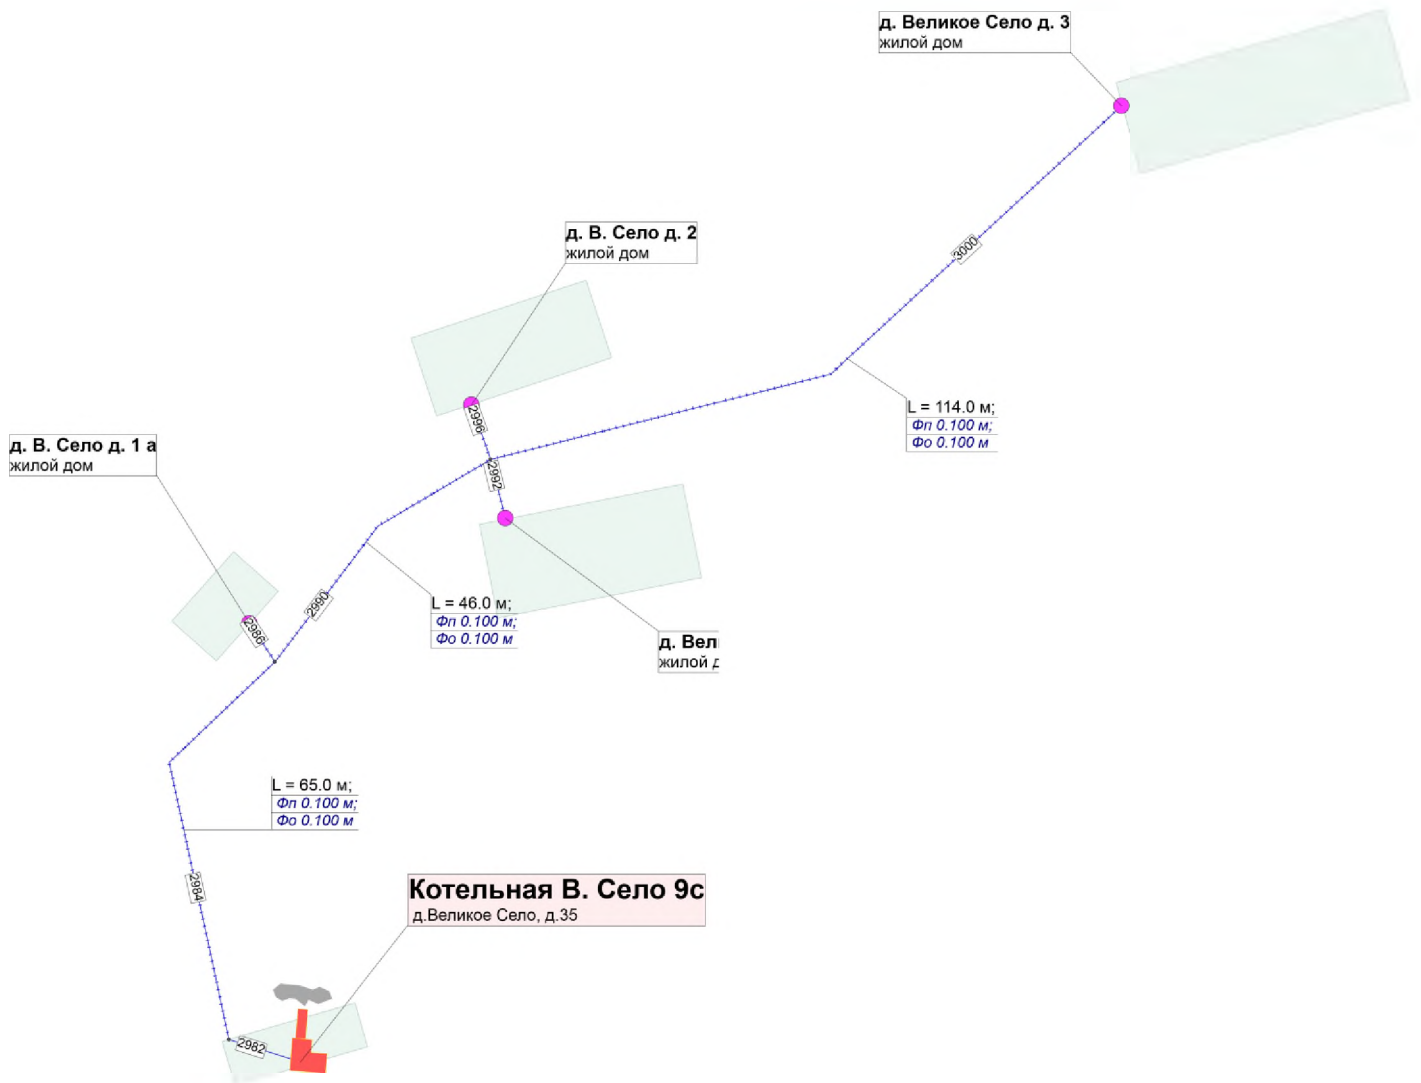 д. Великое Село д. 3
жилой дом
3000
д. В. Село д. 2
жилой дом
2996
L = 114.0 м;
Фп 0.100 м;
Фо 0.100 м
д. В. Село д. 1 а
жилой дом
2992
2990
L = 46.0 м;
Фп 0.100 м;
Фо 0.100 м
2986
д. Вел
жилой
L = 65.0 м;
Фп 0.100 м;
Фо 0.100 м
2984
Котельная В. Село 9с
д.Великое Село, д.35
2982